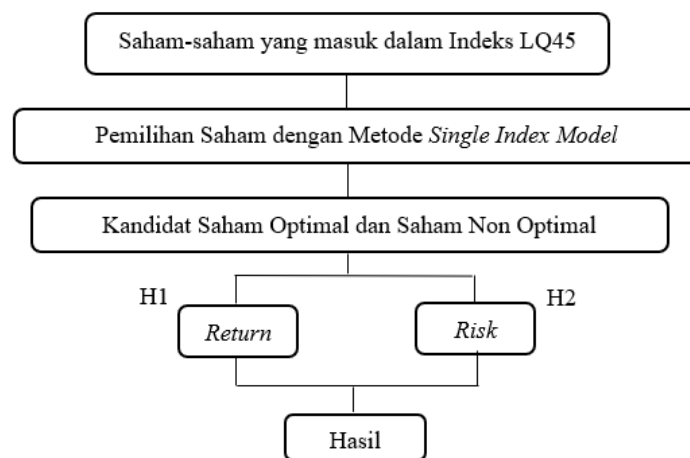 Saham-saham yang masuk dalam Indeks LQ45
Pemilihan Saham dengan Metode Single Index Model
Kandidat Saham Optimal dan Saham Non Optimal
H1
H2
Return
Risk
Hasil